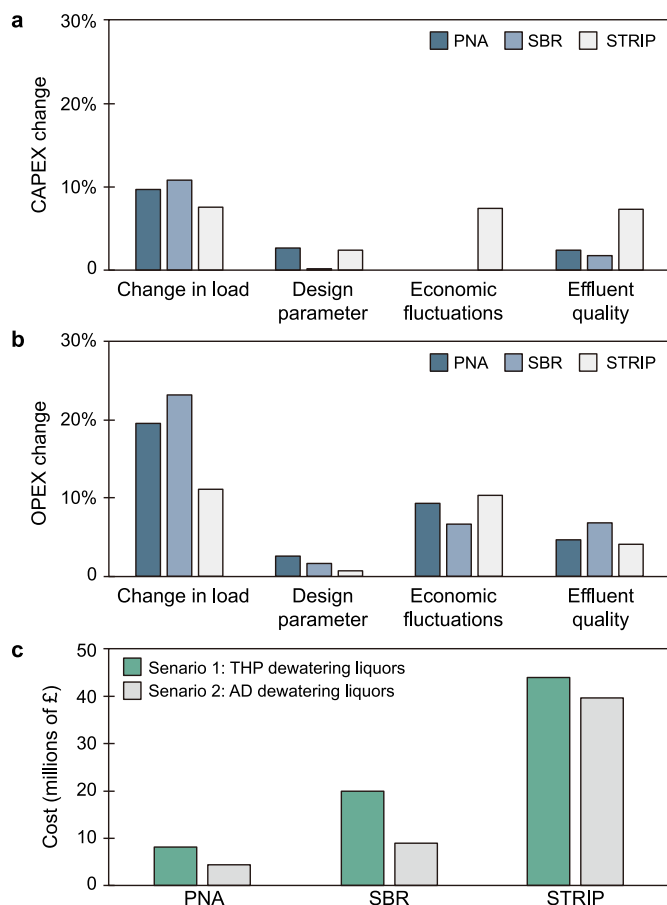 a
30%
20%
10%
0
CAPEX change
PNA SBR STRIP
Change in load
Design parameter
Economic fluctuations
Effluent quality
b
30%
20%
10%
0
OPEX change
PNA SBR STRIP
Change in load
Design parameter
Economic fluctuations
Effluent quality
c
50
40
30
20
10
0
Cost (millions of £)
Senario 1: THP dewatering liquors
Senario 2: AD dewatering liquors
PNA SBR STRIP